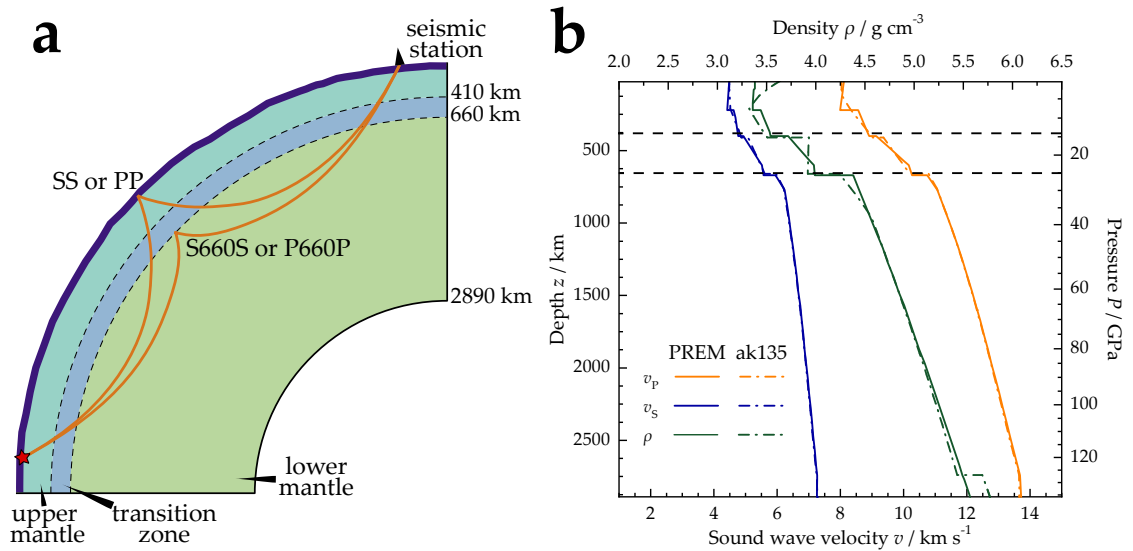 a
seismic
station
410 km
660 km
SS or PP
S660S or P660P
2890 km
lower
mantle
upper
mantle
transition
zone
b
Density ρ / g cm⁻³
2.0 2.5 3.0 3.5 4.0 4.5 5.0 5.5 6.0 6.5
500
1000
1500
2000
2500
Depth z / km
20
40
60
80
100
120
Pressure P / GPa
PREM ak135
vP
vS
ρ
2 4 6 8 10 12 14
Sound wave velocity v / km s⁻¹